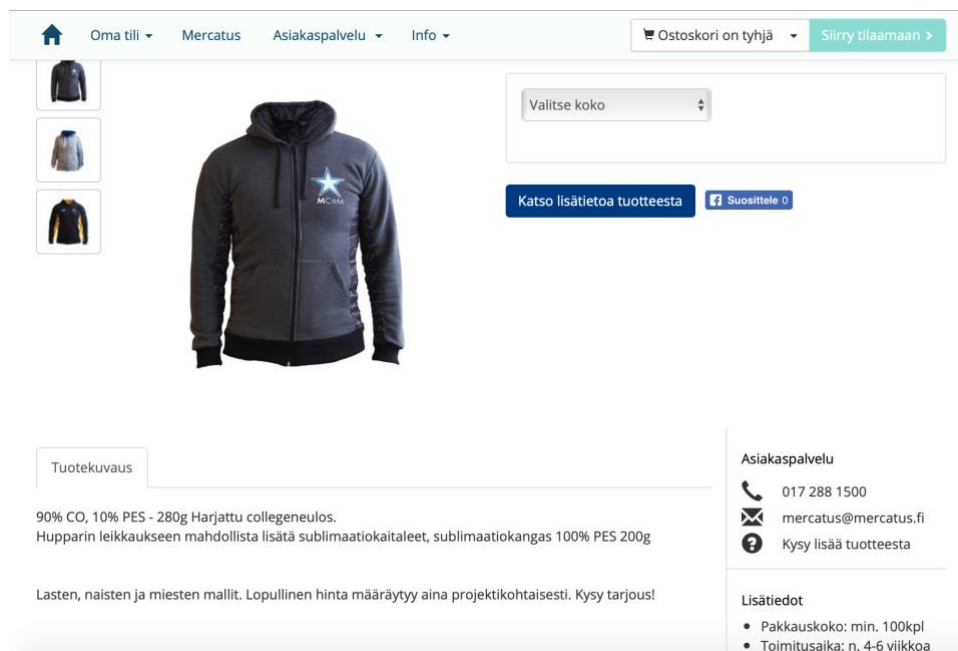 Oma tili
Mercatus
Asiakaspalvelu
Info
Ostoskori on tyhjä
Siirry tilaamaan
Valitse koko
MCOM
Katso lisätietoa tuotteesta
Suosittele 0
Tuotekuvaus
90% CO, 10% PES - 280g Harjattu collegeneulos.
Hupparin leikkaukseen mahdollista lisätä sublimaatiokaitaleet, sublimaatiokangas 100% PES 200g
Lasten, naisten ja miesten mallit. Lopullinen hinta määräytyy aina projektikohtaisesti. Kysy tarjous!
Asiakaspalvelu
017 288 1500
mercatus@mercatus.fi
Kysy lisää tuotteesta
Lisätiedot
Pakkauskoko: min. 100kpl
Toimitusaika: n. 4-6 viikkoa